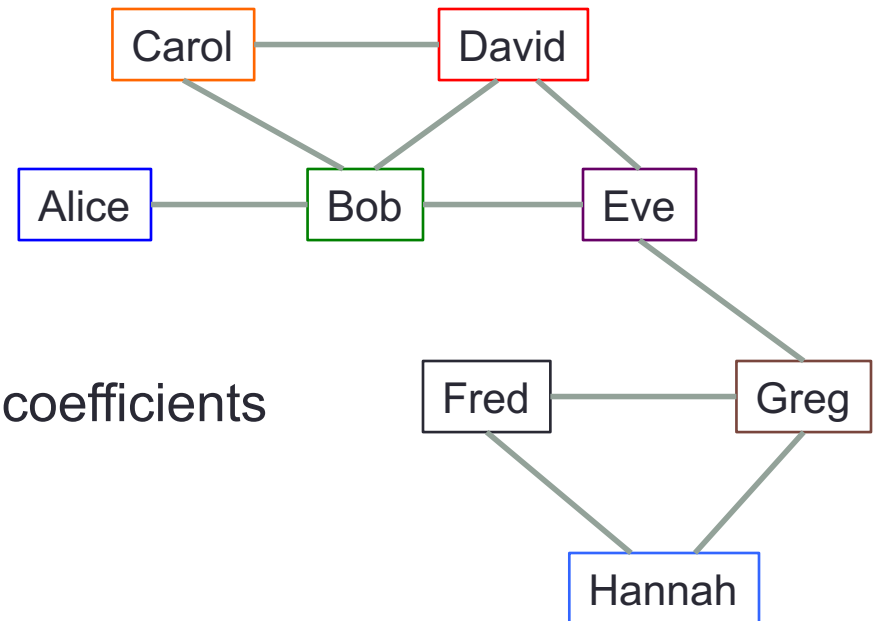 Carol
David
Alice
Bob
Eve
coefficients
Fred
Greg
Hannah